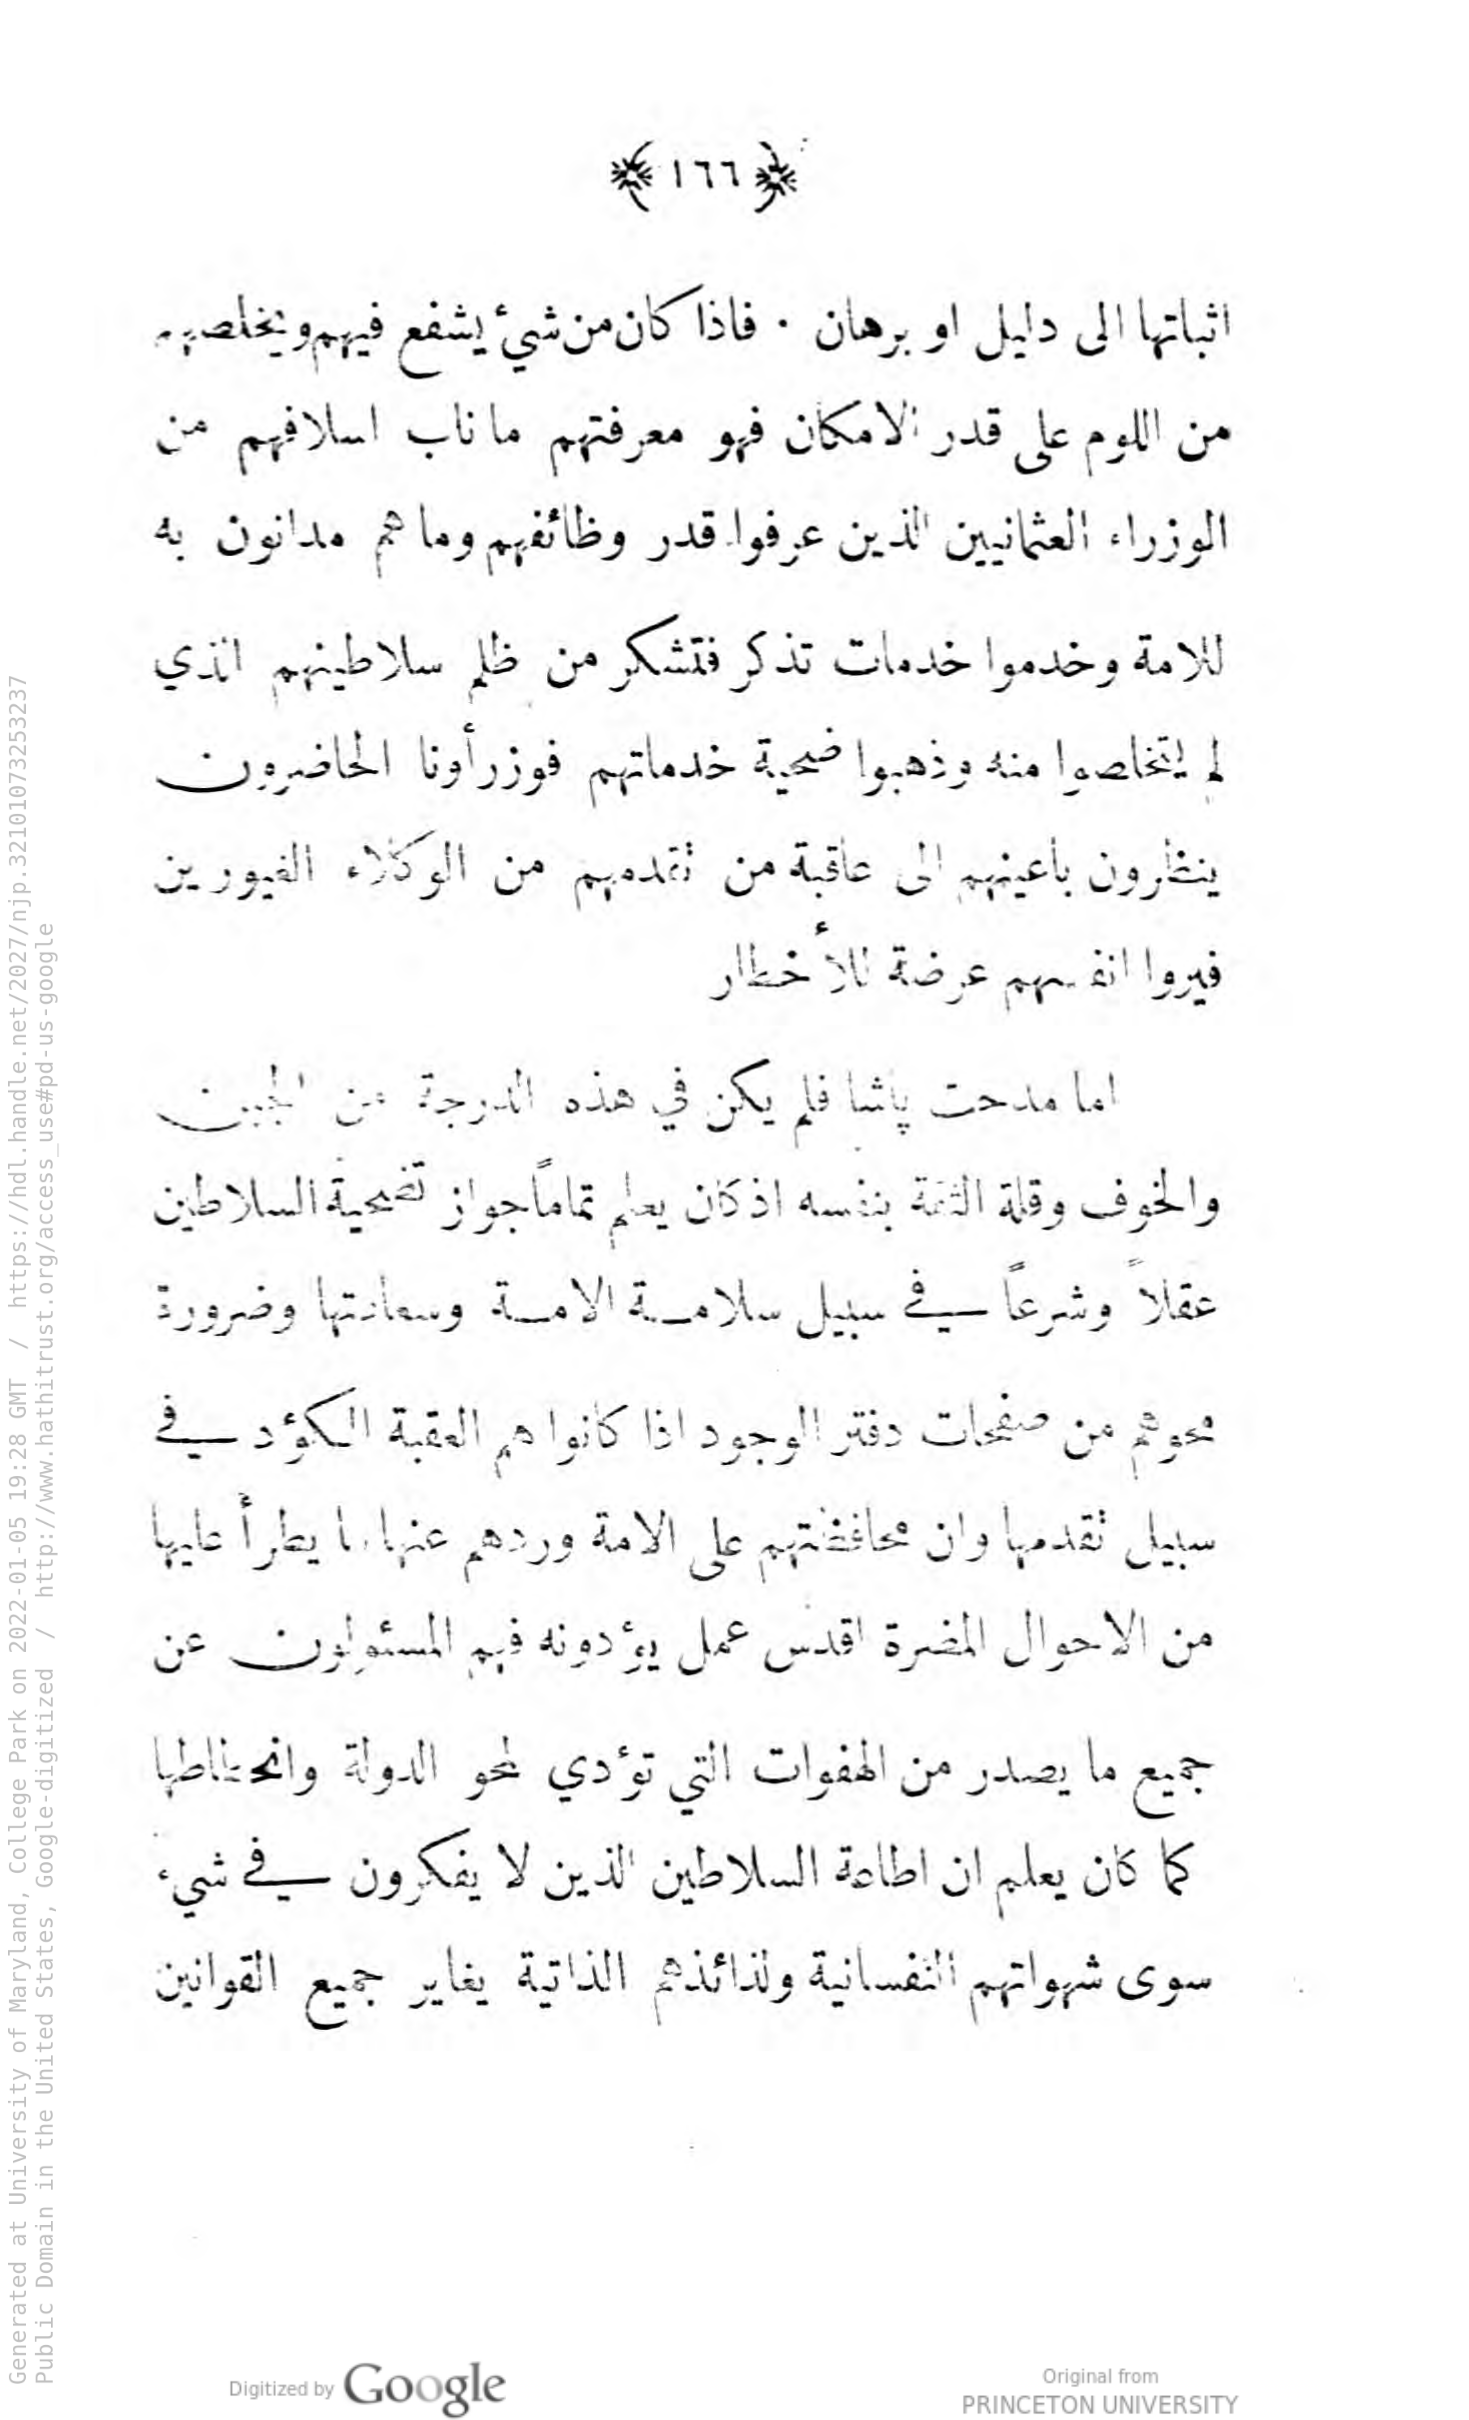 ﴿ ١٦٦ ﴾
اثباتها الى دليل او برهان · فاذا كان من شيءٔ يشفع فيهم ويخلصهم
من اللوم على قدر الامكان فهو معرفتهم ما ناب اسلافهم من
الوزراء العثمانيين الذين عرفوا قدر وظائفهم وما هم مدانون به
للامة وخدموا خدمات تذكر فتشكر من ظلم سلاطينهم الذي
لم يتخلصوا منه وذهبوا ضحية خدماتهم فوزرأونا الحاضرون
ينظرون باعينهم الى عاقبة من تقدمهم من الوكلاء الغيورين
فيروا انفسهم عرضة للأخطار
اما مدحت پاشا فلم يكن في هذه الدرجة من الجبن
والخوف وقلة الثقة بنفسه اذ كان يعلم تماماً جواز تضحية السلاطين
عقلاً وشرعاً في سبيل سلامة الامة وسعادتها وضرورة
محوهم من صفحات دفتر الوجود اذا كانوا هم العقبة الكؤد في
سبيل تقدمها وان محافظتهم على الامة وردهم عنها ما يطرأ عليها
من الاحوال المضرة اقدس عمل يؤدونه فهم المسئولون عن
جميع ما يصدر من الهفوات التي تؤدي لمحو الدولة وانحطاطها
كما كان يعلم ان اطاعة السلاطين الذين لا يفكرون في شيء
سوى شهواتهم النفسانية ولذائذهم الذاتية يغاير جميع القوانين
Digitized by Google
Original from
PRINCETON UNIVERSITY
Generated at University of Maryland, College Park on 2022-01-05 19:28 GMT / https://hdl.handle.net/2027/njp.32101073253237
Public Domain in the United States, Google-digitized / http://www.hathitrust.org/access_use#pd-us-google